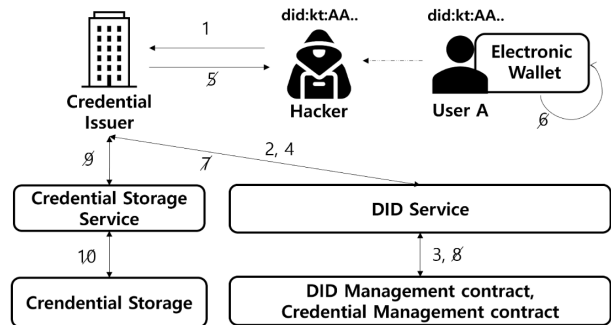 did:kt:AA..
did:kt:AA..
1
5
Electronic
Wallet
Credential
Issuer
Hacker
User A
6
9
7
2, 4
Credential Storage
Service
DID Service
10
3, 8
Crendential Storage
DID Management contract,
Credential Management contract